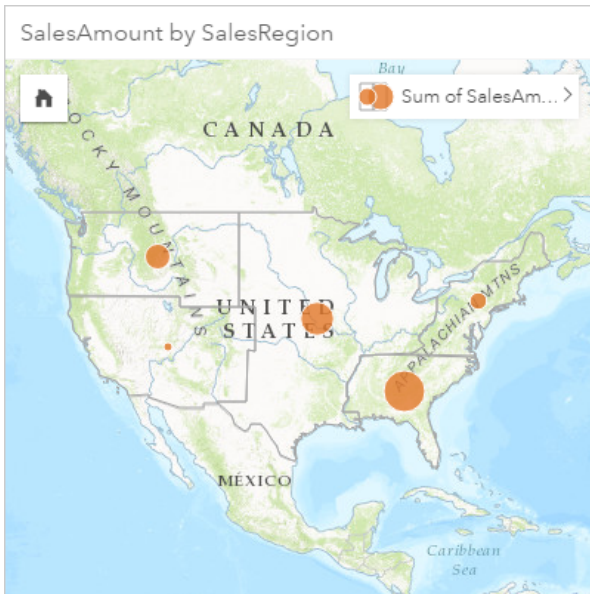 SalesAmount by SalesRegion
Bay
Sum of SalesAm...
CANADA
ROCKY MOUNTAINS
UNITED
STATES
APPALACHIAN MTNS
MÉXICO
Caribbean
Sea